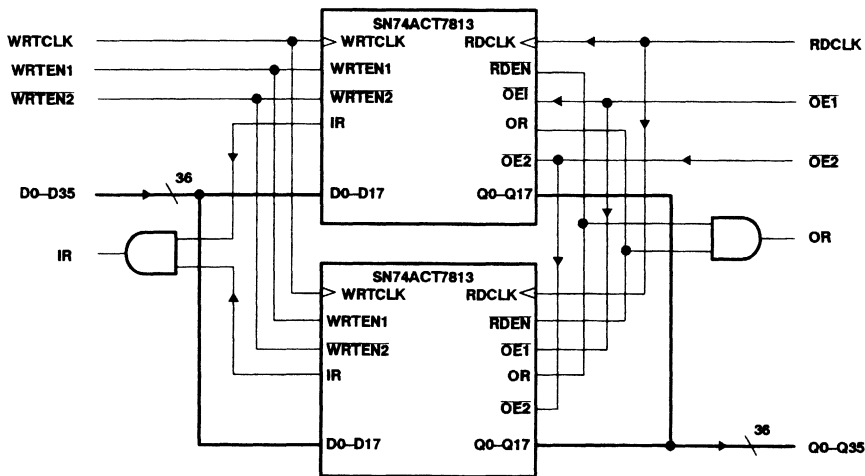 SN74ACT7813
WRTCLK
WRTCLK
RDCLK
RDCLK
WRTEN1
WRTEN1
RDEN
WRTEN2
WRTEN2
OEI
OE1
IR
OR
OE2
OE2
36
D0–D35
D0–D17
Q0–Q17
IR
OR
SN74ACT7813
WRTCLK
RDCLK
WRTEN1
RDEN
WRTEN2
OE1
IR
OR
OE2
36
D0–D17
Q0–Q17
Q0–Q35